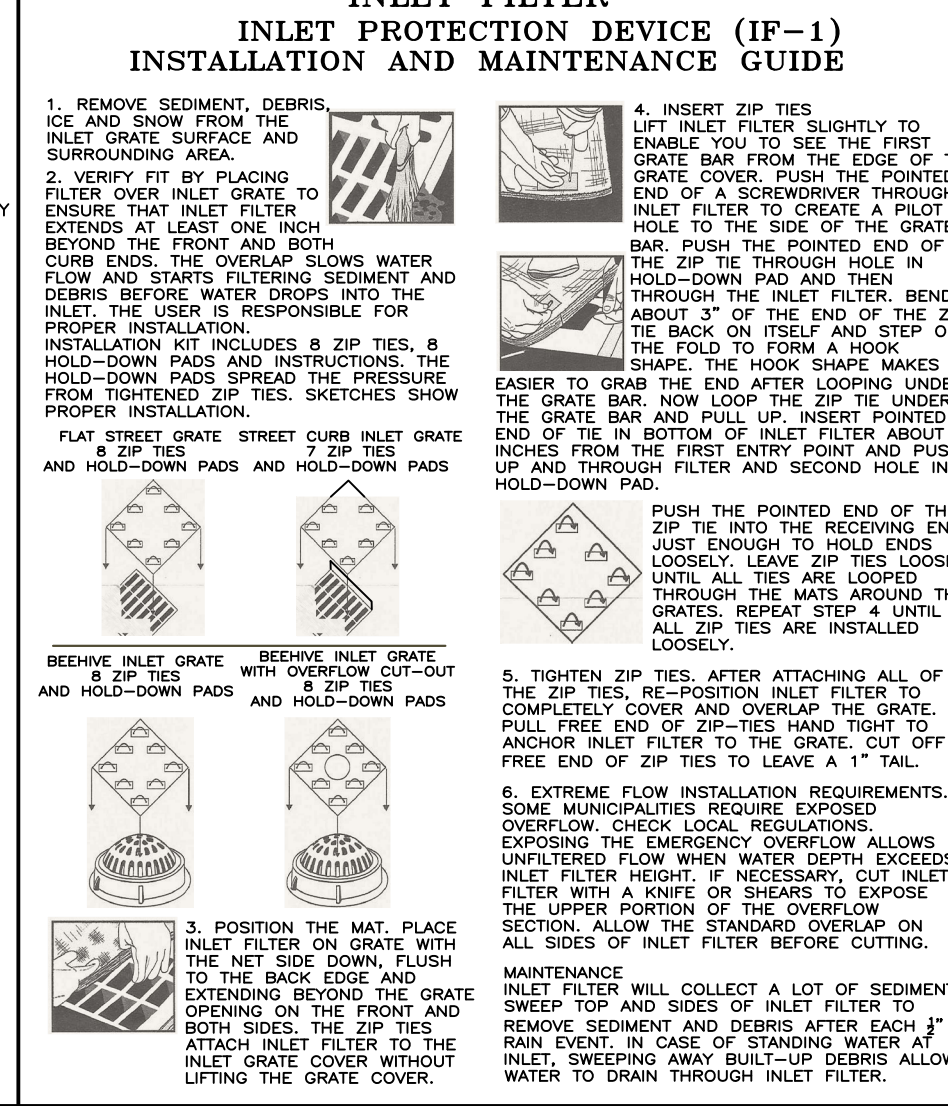 INLET FILTER
INLET PROTECTION DEVICE (IF-1)
INSTALLATION AND MAINTENANCE GUIDE
Y
1. REMOVE SEDIMENT, DEBRIS,
ICE AND SNOW FROM THE
INLET GRATE SURFACE AND
SURROUNDING AREA.
2. VERIFY FIT BY PLACING
FILTER OVER INLET GRATE TO
ENSURE THAT INLET FILTER
EXTENDS AT LEAST ONE INCH
BEYOND THE FRONT AND BOTH
CURB ENDS. THE OVERLAP SLOWS WATER
FLOW AND STARTS FILTERING SEDIMENT AND
DEBRIS BEFORE WATER DROPS INTO THE
INLET. THE USER IS RESPONSIBLE FOR
PROPER INSTALLATION.
INSTALLATION KIT INCLUDES 8 ZIP TIES, 8
HOLD-DOWN PADS AND INSTRUCTIONS. THE
HOLD-DOWN PADS SPREAD THE PRESSURE
FROM TIGHTENED ZIP TIES. SKETCHES SHOW
PROPER INSTALLATION.
FLAT STREET GRATE
8 ZIP TIES
AND HOLD-DOWN PADS
STREET CURB INLET GRATE
7 ZIP TIES
AND HOLD-DOWN PADS
BEEHIVE INLET GRATE
8 ZIP TIES
AND HOLD-DOWN PADS
BEEHIVE INLET GRATE
WITH OVERFLOW CUT-OUT
8 ZIP TIES
AND HOLD-DOWN PADS
3. POSITION THE MAT. PLACE
INLET FILTER ON GRATE WITH
THE NET SIDE DOWN, FLUSH
TO THE BACK EDGE AND
EXTENDING BEYOND THE GRATE
OPENING ON THE FRONT AND
BOTH SIDES. THE ZIP TIES
ATTACH INLET FILTER TO THE
INLET GRATE COVER WITHOUT
LIFTING THE GRATE COVER.
4. INSERT ZIP TIES
LIFT INLET FILTER SLIGHTLY TO
ENABLE YOU TO SEE THE FIRST
GRATE BAR FROM THE EDGE OF
GRATE COVER. PUSH THE POINTED
END OF A SCREWDRIVER THROUGH
INLET FILTER TO CREATE A PILOT
HOLE TO THE SIDE OF THE GRATE
BAR. PUSH THE POINTED END OF
THE ZIP TIE THROUGH HOLE IN
HOLD-DOWN PAD AND THEN
THROUGH THE INLET FILTER. BEND
ABOUT 3" OF THE END OF THE Z
TIE BACK ON ITSELF AND STEP O
THE FOLD TO FORM A HOOK
SHAPE. THE HOOK SHAPE MAKES
EASIER TO GRAB THE END AFTER LOOPING UNDE
THE GRATE BAR. NOW LOOP THE ZIP TIE UNDER
THE GRATE BAR AND PULL UP. INSERT POINTED
END OF TIE IN BOTTOM OF INLET FILTER ABOUT
INCHES FROM THE FIRST ENTRY POINT AND PUS
UP AND THROUGH FILTER AND SECOND HOLE IN
HOLD-DOWN PAD.
PUSH THE POINTED END OF TH
ZIP TIE INTO THE RECEIVING EN
JUST ENOUGH TO HOLD ENDS
LOOSELY. LEAVE ZIP TIES LOOS
UNTIL ALL TIES ARE LOOPED
THROUGH THE MATS AROUND TH
GRATES. REPEAT STEP 4 UNTIL
ALL ZIP TIES ARE INSTALLED
LOOSELY.
5. TIGHTEN ZIP TIES. AFTER ATTACHING ALL OF
THE ZIP TIES, RE-POSITION INLET FILTER TO
COMPLETELY COVER AND OVERLAP THE GRATE.
PULL FREE END OF ZIP-TIES HAND TIGHT TO
ANCHOR INLET FILTER TO THE GRATE. CUT OFF
FREE END OF ZIP TIES TO LEAVE A 1" TAIL.
6. EXTREME FLOW INSTALLATION REQUIREMENTS.
SOME MUNICIPALITIES REQUIRE EXPOSED
OVERFLOW. CHECK LOCAL REGULATIONS.
EXPOSING THE EMERGENCY OVERFLOW ALLOWS
UNFILTERED FLOW WHEN WATER DEPTH EXCEEDS
INLET FILTER HEIGHT. IF NECESSARY, CUT INLET
FILTER WITH A KNIFE OR SHEARS TO EXPOSE
THE UPPER PORTION OF THE OVERFLOW
SECTION. ALLOW THE STANDARD OVERLAP ON
ALL SIDES OF INLET FILTER BEFORE CUTTING.
MAINTENANCE
INLET FILTER WILL COLLECT A LOT OF SEDIMENT
SWEEP TOP AND SIDES OF INLET FILTER TO
REMOVE SEDIMENT AND DEBRIS AFTER EACH ½"
RAIN EVENT. IN CASE OF STANDING WATER AT
INLET, SWEEPING AWAY BUILT-UP DEBRIS ALLOW
WATER TO DRAIN THROUGH INLET FILTER.